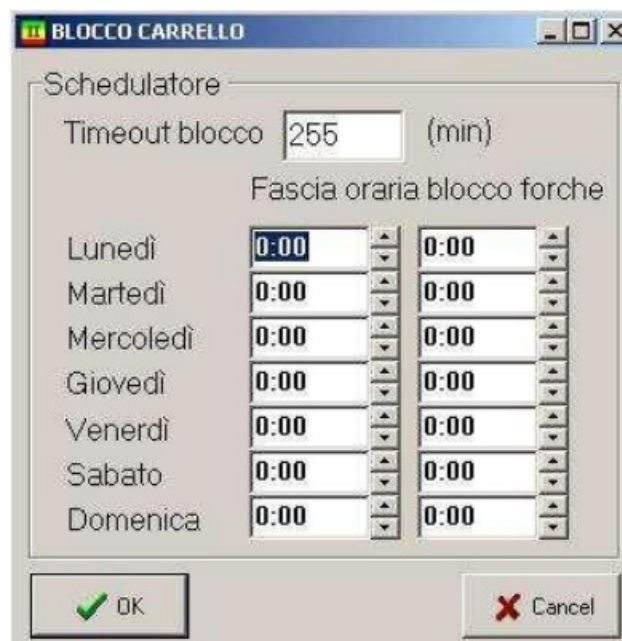 BLOCCO CARRELLO
Schedulatore
Timeout blocco 255 (min)
Fascia oraria blocco forche
Lunedì 0:00 0:00
Martedì 0:00 0:00
Mercoledì 0:00 0:00
Giovedì 0:00 0:00
Venerdì 0:00 0:00
Sabato 0:00 0:00
Domenica 0:00 0:00
OK Cancel